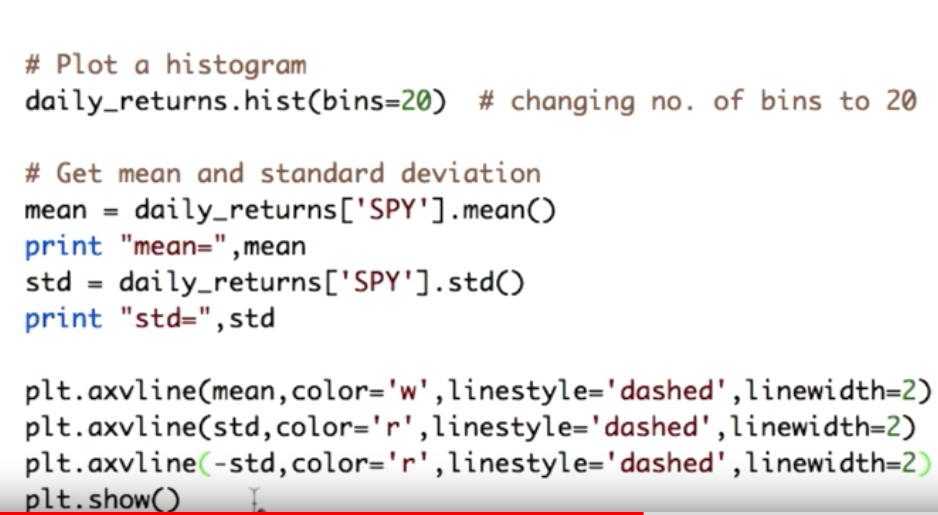 # Plot a histogram
daily_returns.hist(bins=20)  # changing no. of bins to 20
# Get mean and standard deviation
mean = daily_returns['SPY'].mean()
print "mean=",mean
std = daily_returns['SPY'].std()
print "std=",std
plt.axvline(mean,color='w',linestyle='dashed',linewidth=2)
plt.axvline(std,color='r',linestyle='dashed',linewidth=2)
plt.axvline(-std,color='r',linestyle='dashed',linewidth=2)
plt.show()